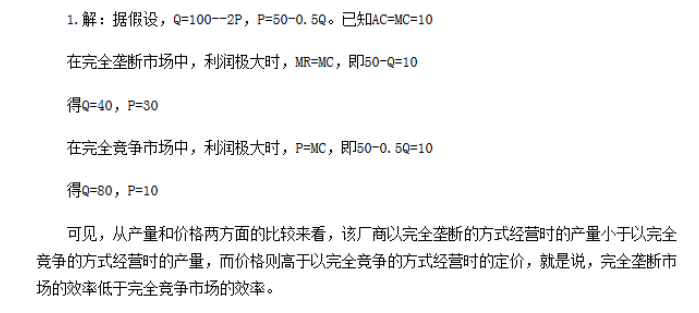 1.解：据假设，Q=100--2P，P=50-0.5Q。已知AC=MC=10
在完全垄断市场中，利润极大时，MR=MC，即50-Q=10
得Q=40，P=30
在完全竞争市场中，利润极大时，P=MC，即50-0.5Q=10
得Q=80，P=10
可见，从产量和价格两方面的比较来看，该厂商以完全垄断的方式经营时的产量小于以完全
竞争的方式经营时的产量，而价格则高于以完全竞争的方式经营时的定价，就是说，完全垄断市
场的效率低于完全竞争市场的效率。